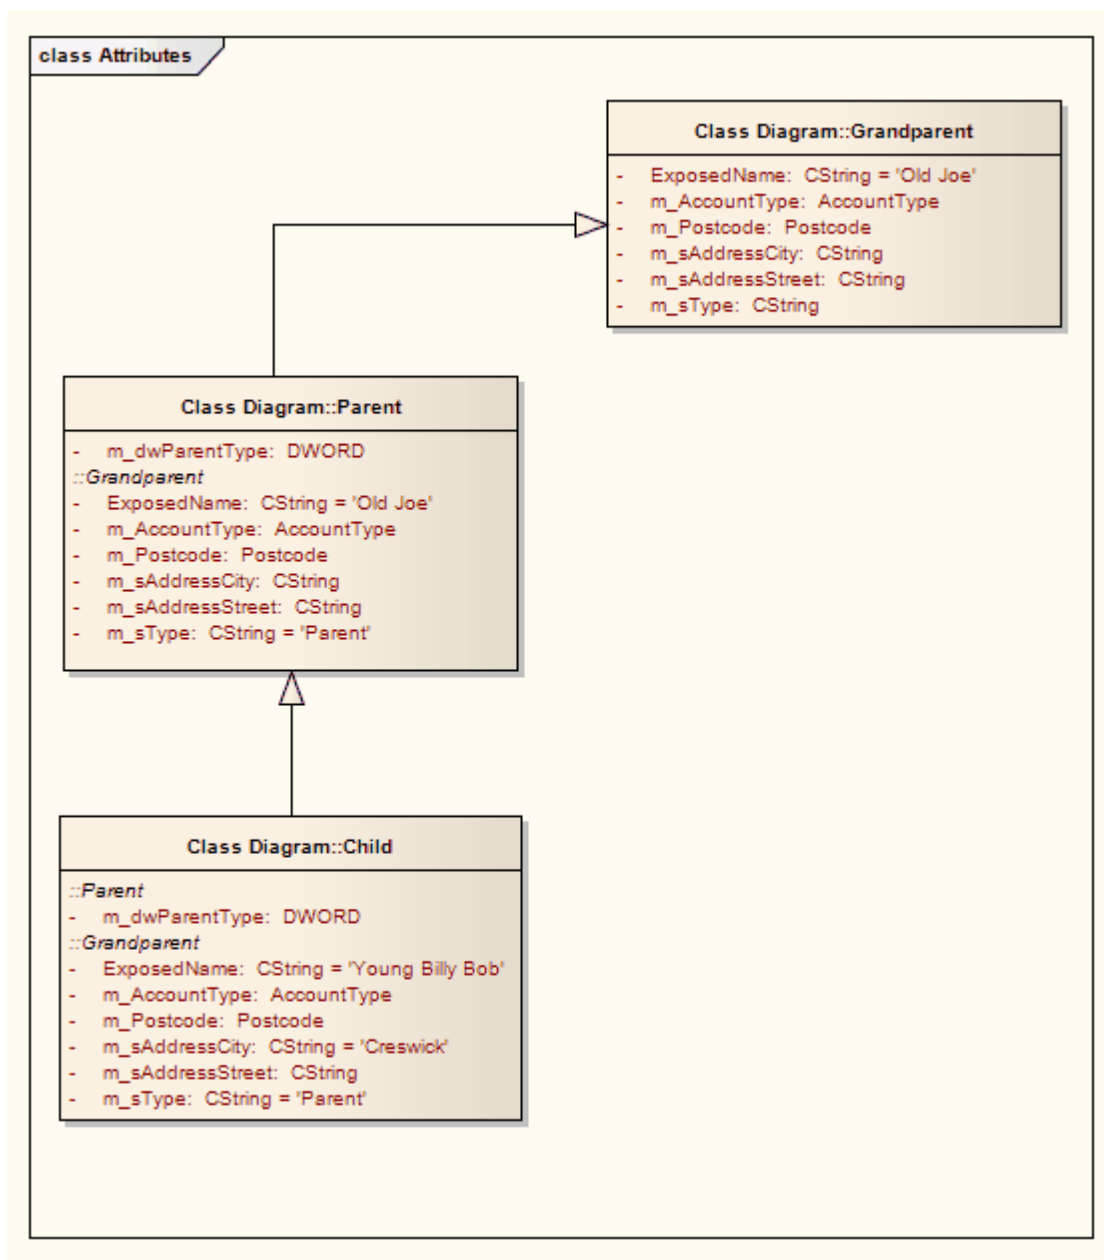 class Attributes
Class Diagram::Grandparent
- ExposedName: CString = 'Old Joe'
- m_AccountType: AccountType
- m_Postcode: Postcode
- m_sAddressCity: CString
- m_sAddressStreet: CString
- m_sType: CString
Class Diagram::Parent
- m_dwParentType: DWORD
::Grandparent
- ExposedName: CString = 'Old Joe'
- m_AccountType: AccountType
- m_Postcode: Postcode
- m_sAddressCity: CString
- m_sAddressStreet: CString
- m_sType: CString = 'Parent'
Class Diagram::Child
::Parent
- m_dwParentType: DWORD
::Grandparent
- ExposedName: CString = 'Young Billy Bob'
- m_AccountType: AccountType
- m_Postcode: Postcode
- m_sAddressCity: CString = 'Creswick'
- m_sAddressStreet: CString
- m_sType: CString = 'Parent'